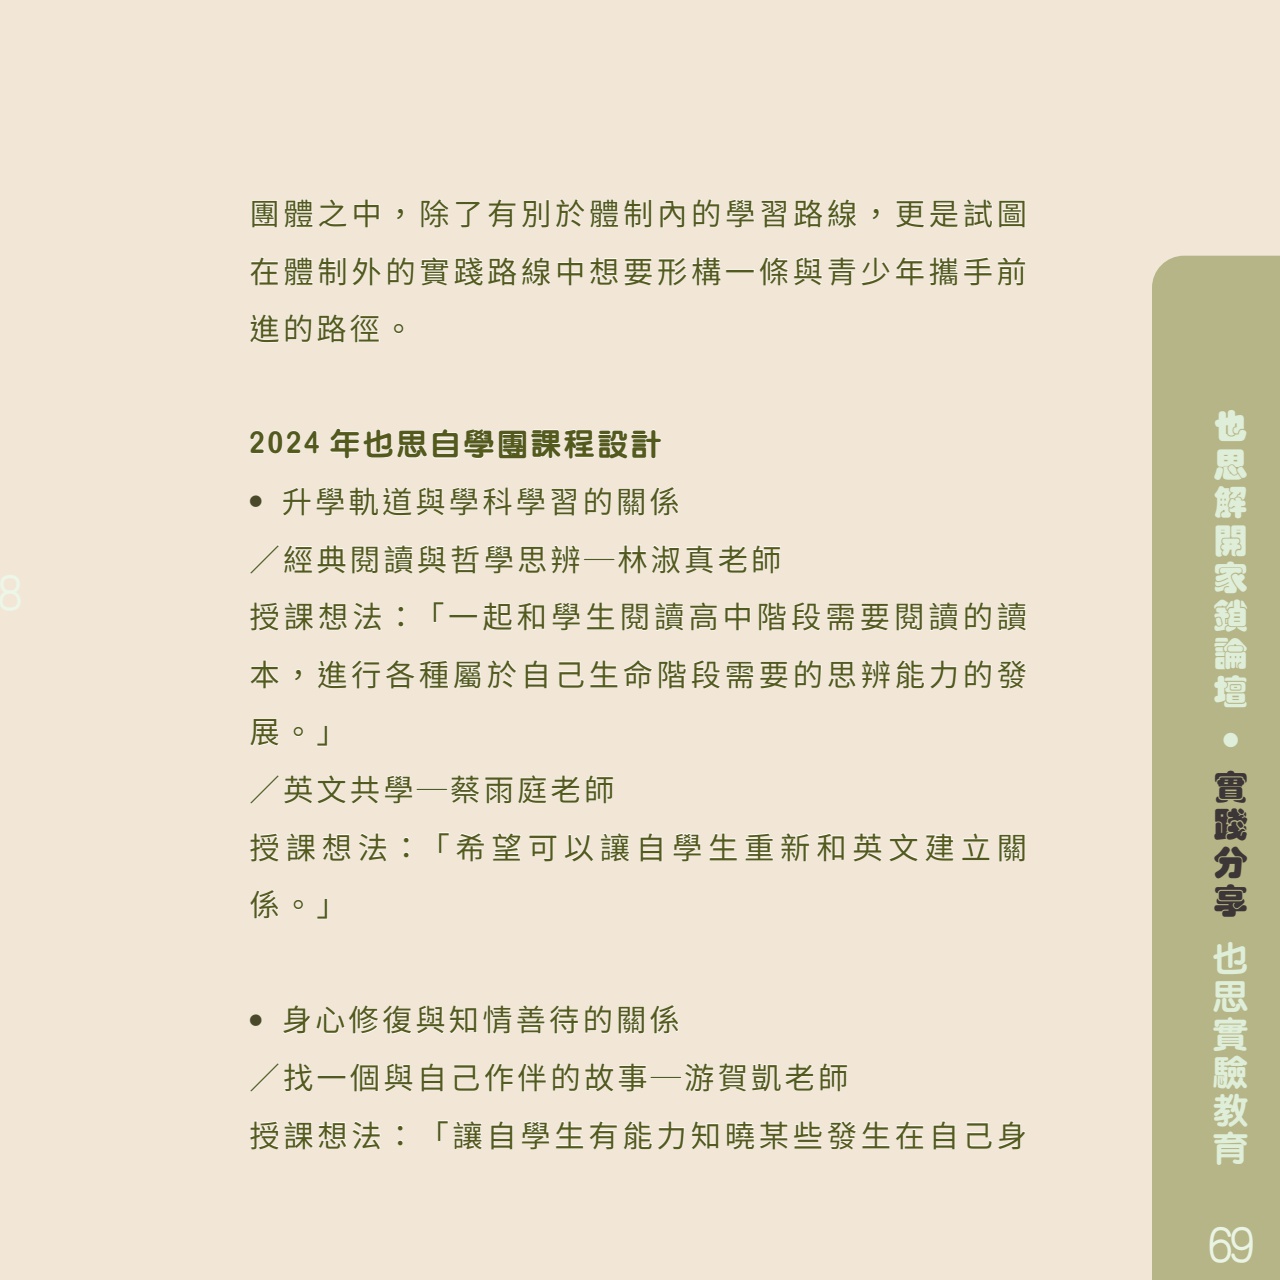 團體之中，除了有別於體制內的學習路線，更是試圖
在體制外的實踐路線中想要形構一條與青少年攜手前
進的路徑。
2024 年也思自學團課程設計
● 升學軌道與學科學習的關係
／經典閱讀與哲學思辨─林淑真老師
授課想法：「一起和學生閱讀高中階段需要閱讀的讀
本，進行各種屬於自己生命階段需要的思辨能力的發
展。」
／英文共學─蔡雨庭老師
授課想法：「希望可以讓自學生重新和英文建立關
係。」
● 身心修復與知情善待的關係
／找一個與自己作伴的故事─游賀凱老師
授課想法：「讓自學生有能力知曉某些發生在自己身
也思解開家鎖論壇 ● 實踐分享 也思實驗教育
69
8